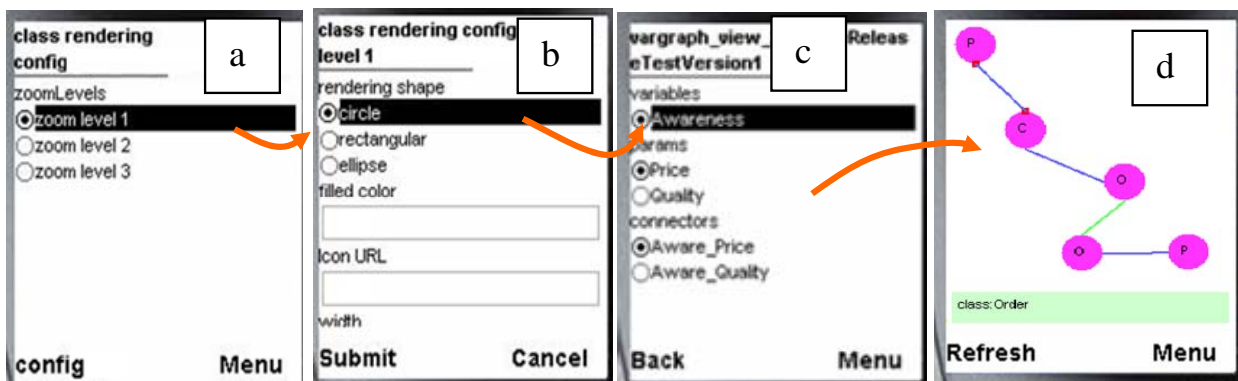 class rendering
config
a
zoomLevels
zoom level 1
zoom level 2
zoom level 3
config Menu
class rendering config
level 1
b
rendering shape
circle
rectangular
ellipse
filled color
Icon URL
width
Submit Cancel
vargraph_view_ Releas
eTestVersion1
c
variables
Awareness
params
Price
Quality
connectors
Aware_Price
Aware_Quality
Back Menu
d
P
C
O
O P
class:Order
Refresh Menu